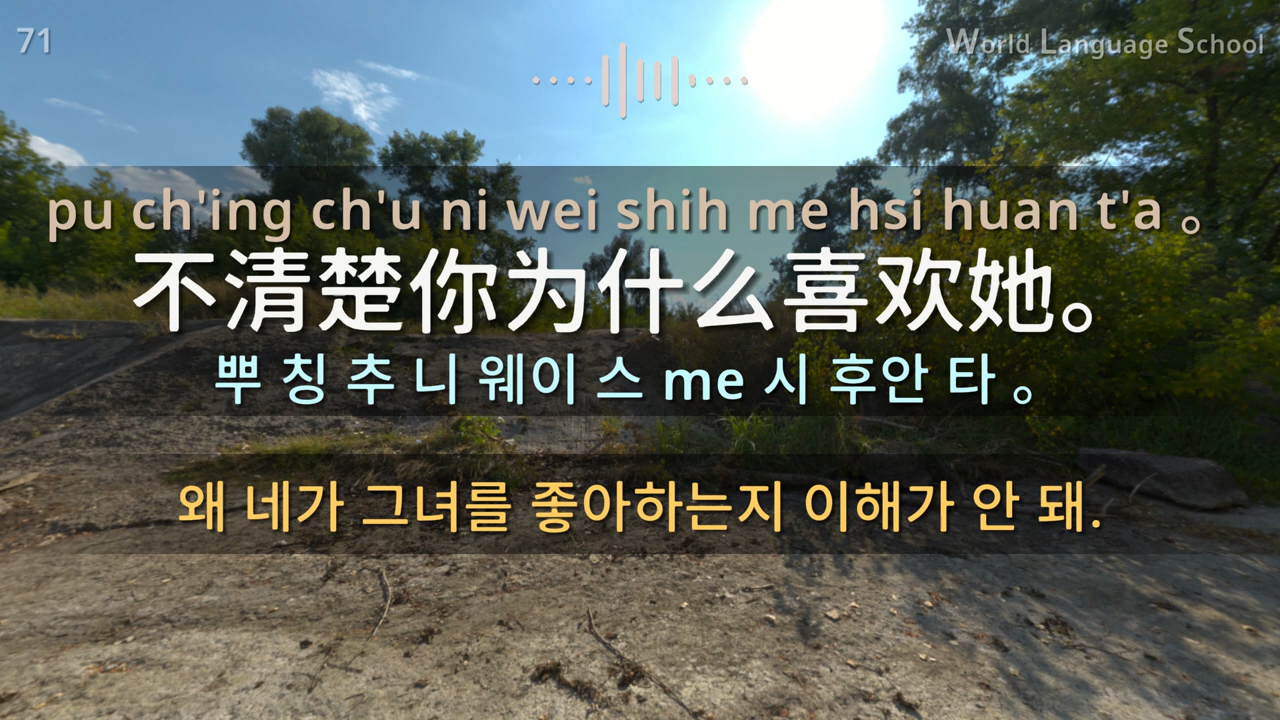 71
World Language School
pu ch'ing ch'u ni wei shih me hsi huan t'a 。
不清楚你为什么喜欢她。
뿌 칭 추 니 웨이 스 me 시 후안 타 。
왜 네가 그녀를 좋아하는지 이해가 안 돼.